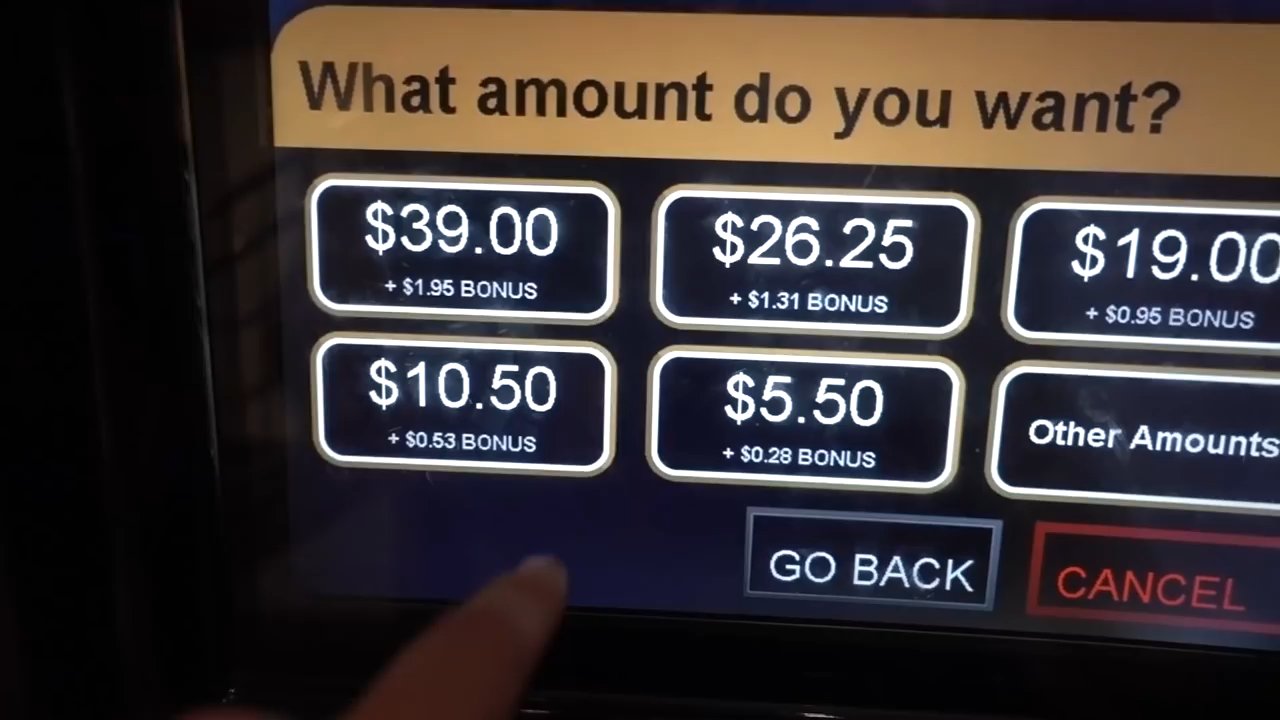 What amount do you want?
$39.00
+ $1.95 BONUS
$26.25
+ $1.31 BONUS
$19.00
+ $0.95 BONUS
$10.50
+ $0.53 BONUS
$5.50
+ $0.28 BONUS
Other Amounts
GO BACK
CANCEL